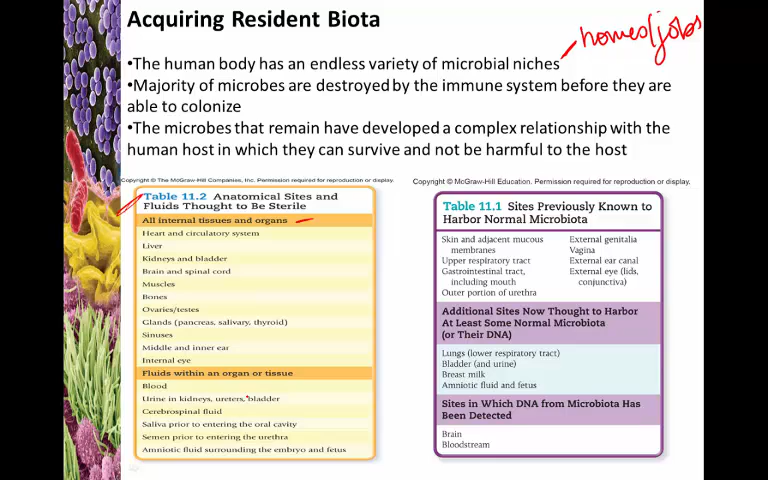 Acquiring Resident Biota
homes/jobs
•The human body has an endless variety of microbial niches
•Majority of microbes are destroyed by the immune system before they are
able to colonize
•The microbes that remain have developed a complex relationship with the
human host in which they can survive and not be harmful to the host
Copyright © The McGraw-Hill Companies, Inc. Permission required for reproduction or display.
Table 11.2 Anatomical Sites and
Fluids Thought to Be Sterile
All internal tissues and organs
Heart and circulatory system
Liver
Kidneys and bladder
Brain and spinal cord
Muscles
Bones
Ovaries/testes
Glands (pancreas, salivary, thyroid)
Sinuses
Middle and inner ear
Internal eye
Fluids within an organ or tissue
Blood
Urine in kidneys, ureters, bladder
Cerebrospinal fluid
Saliva prior to entering the oral cavity
Semen prior to entering the urethra
Amniotic fluid surrounding the embryo and fetus
Copyright © McGraw-Hill Education. Permission required for reproduction or display.
Table 11.1 Sites Previously Known to
Harbor Normal Microbiota
Skin and adjacent mucous
membranes
Upper respiratory tract
Gastrointestinal tract,
including mouth
Outer portion of urethra
External genitalia
Vagina
External ear canal
External eye (lids,
conjunctiva)
Additional Sites Now Thought to Harbor
At Least Some Normal Microbiota
(or Their DNA)
Lungs (lower respiratory tract)
Bladder (and urine)
Breast milk
Amniotic fluid and fetus
Sites in Which DNA from Microbiota Has
Been Detected
Brain
Bloodstream